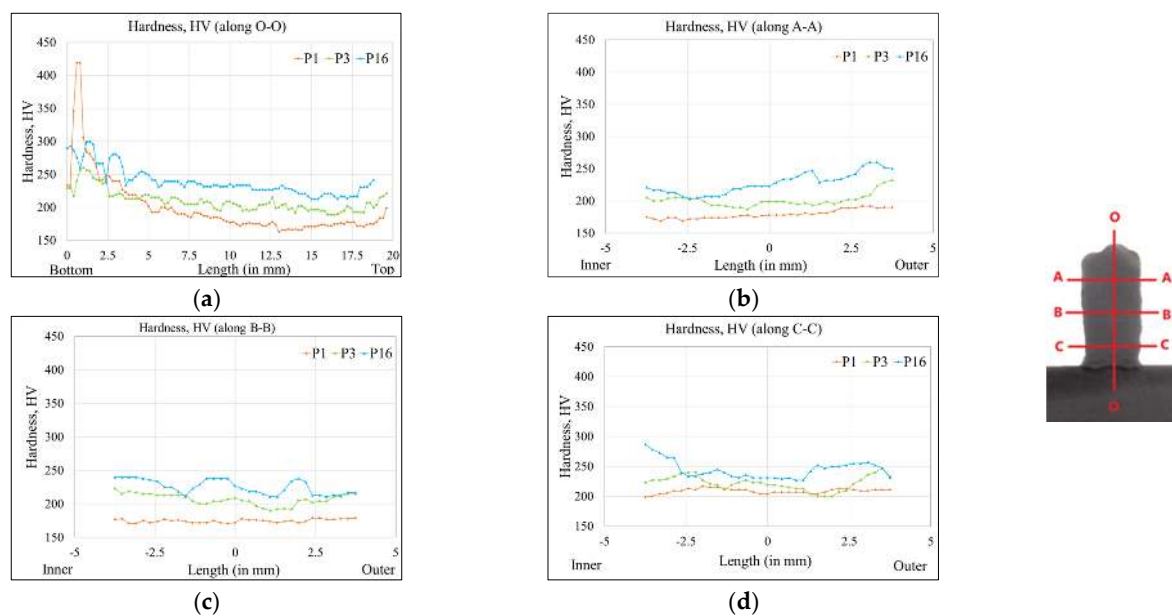 Hardness, HV (along O-O)
450
400
350
300
250
200
150
Hardness, HV
P1 P3 P16
0 2.5 5 7.5 10 12.5 15 17.5 20
Bottom Length (in mm) Top
(a)
Hardness, HV (along A-A)
450
400
350
300
250
200
150
Hardness, HV
P1 P3 P16
-5 -2.5 0 2.5 5
Inner Length (in mm) Outer
(b)
Hardness, HV (along B-B)
450
400
350
300
250
200
150
Hardness, HV
P1 P3 P16
-5 -2.5 0 2.5 5
Inner Length (in mm) Outer
(c)
Hardness, HV (along C-C)
450
400
350
300
250
200
150
Hardness, HV
P1 P3 P16
-5 -2.5 0 2.5 5
Inner Length (in mm) Outer
(d)
O
A A
B B
C C
O